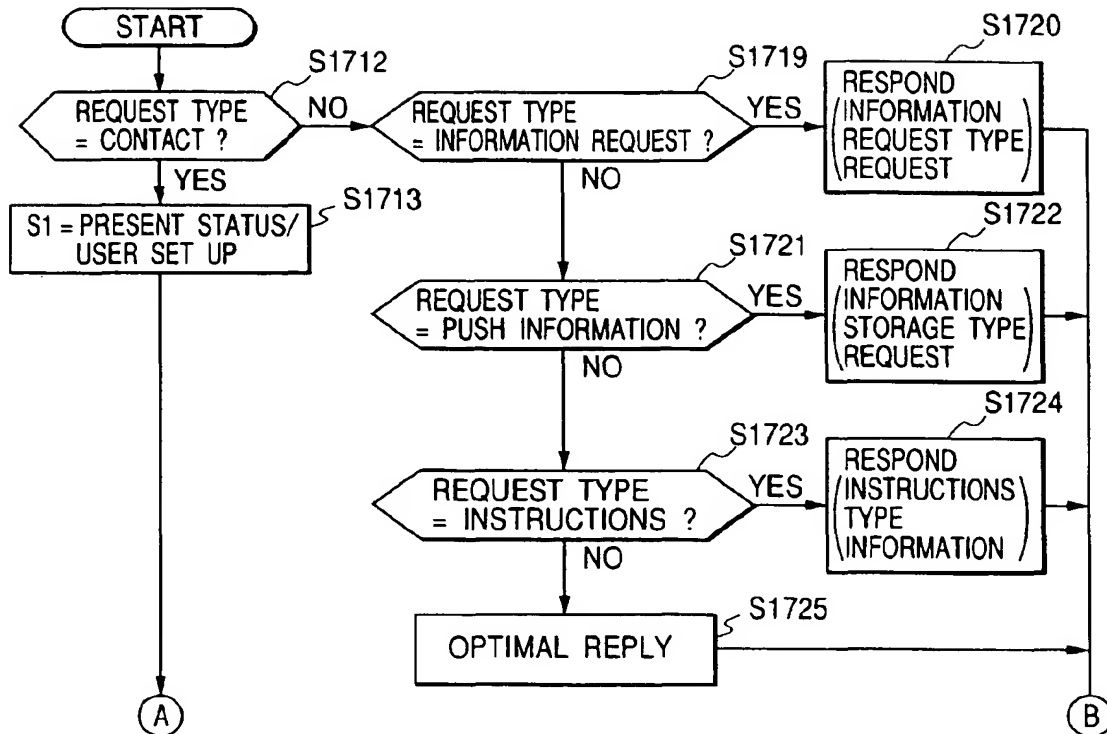 START
S1712
REQUEST TYPE
= CONTACT ?
NO
YES
S1713
S1 = PRESENT STATUS/
USER SET UP
S1719
REQUEST TYPE
= INFORMATION REQUEST ?
YES
NO
S1720
RESPOND
(INFORMATION
REQUEST TYPE
REQUEST)
S1721
REQUEST TYPE
= PUSH INFORMATION ?
YES
NO
S1722
RESPOND
(INFORMATION
STORAGE TYPE
REQUEST)
S1723
REQUEST TYPE
= INSTRUCTIONS ?
YES
NO
S1724
RESPOND
(INSTRUCTIONS
TYPE
INFORMATION)
S1725
OPTIMAL REPLY
A
B